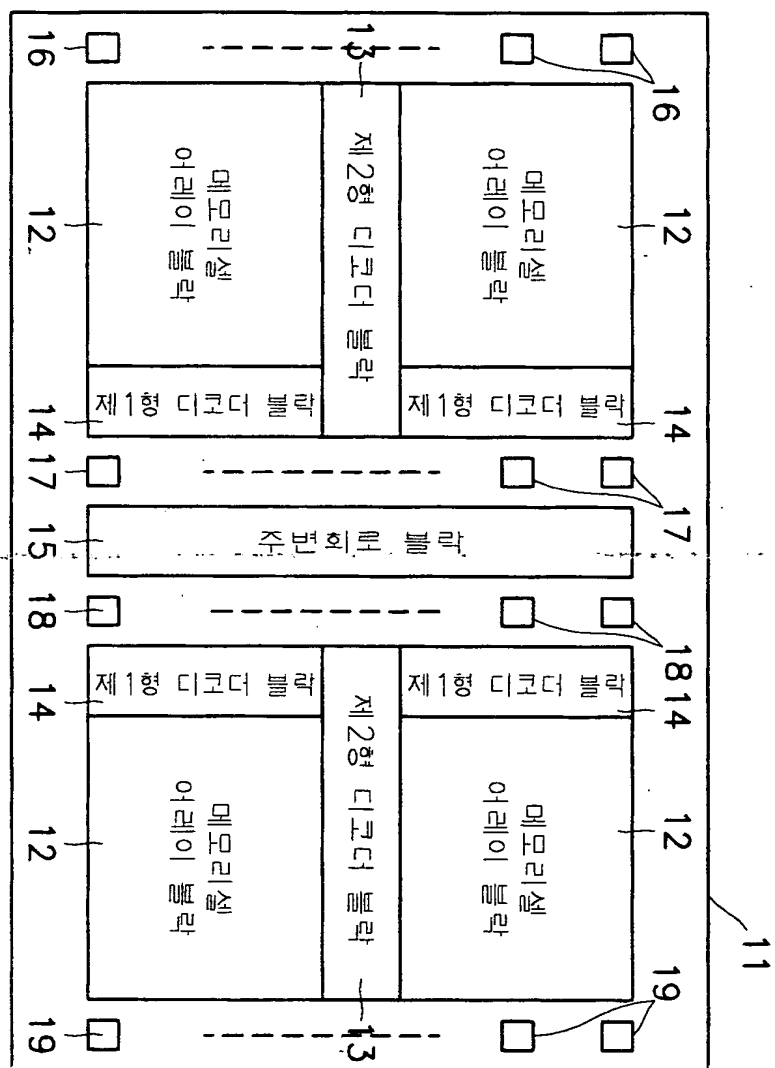 16
13
16
12
메모리셀
어레이 블락
제2형 디코더 블락
메모리셀
어레이 블락
12
14
제1형 디코더 블락
제1형 디코더 블락
14
17
17
15
주변회로 블락
18
18
14
제1형 디코더 블락
제1형 디코더 블락
14
12
메모리셀
어레이 블락
제2형 디코더 블락
메모리셀
어레이 블락
12
11
19
13
19